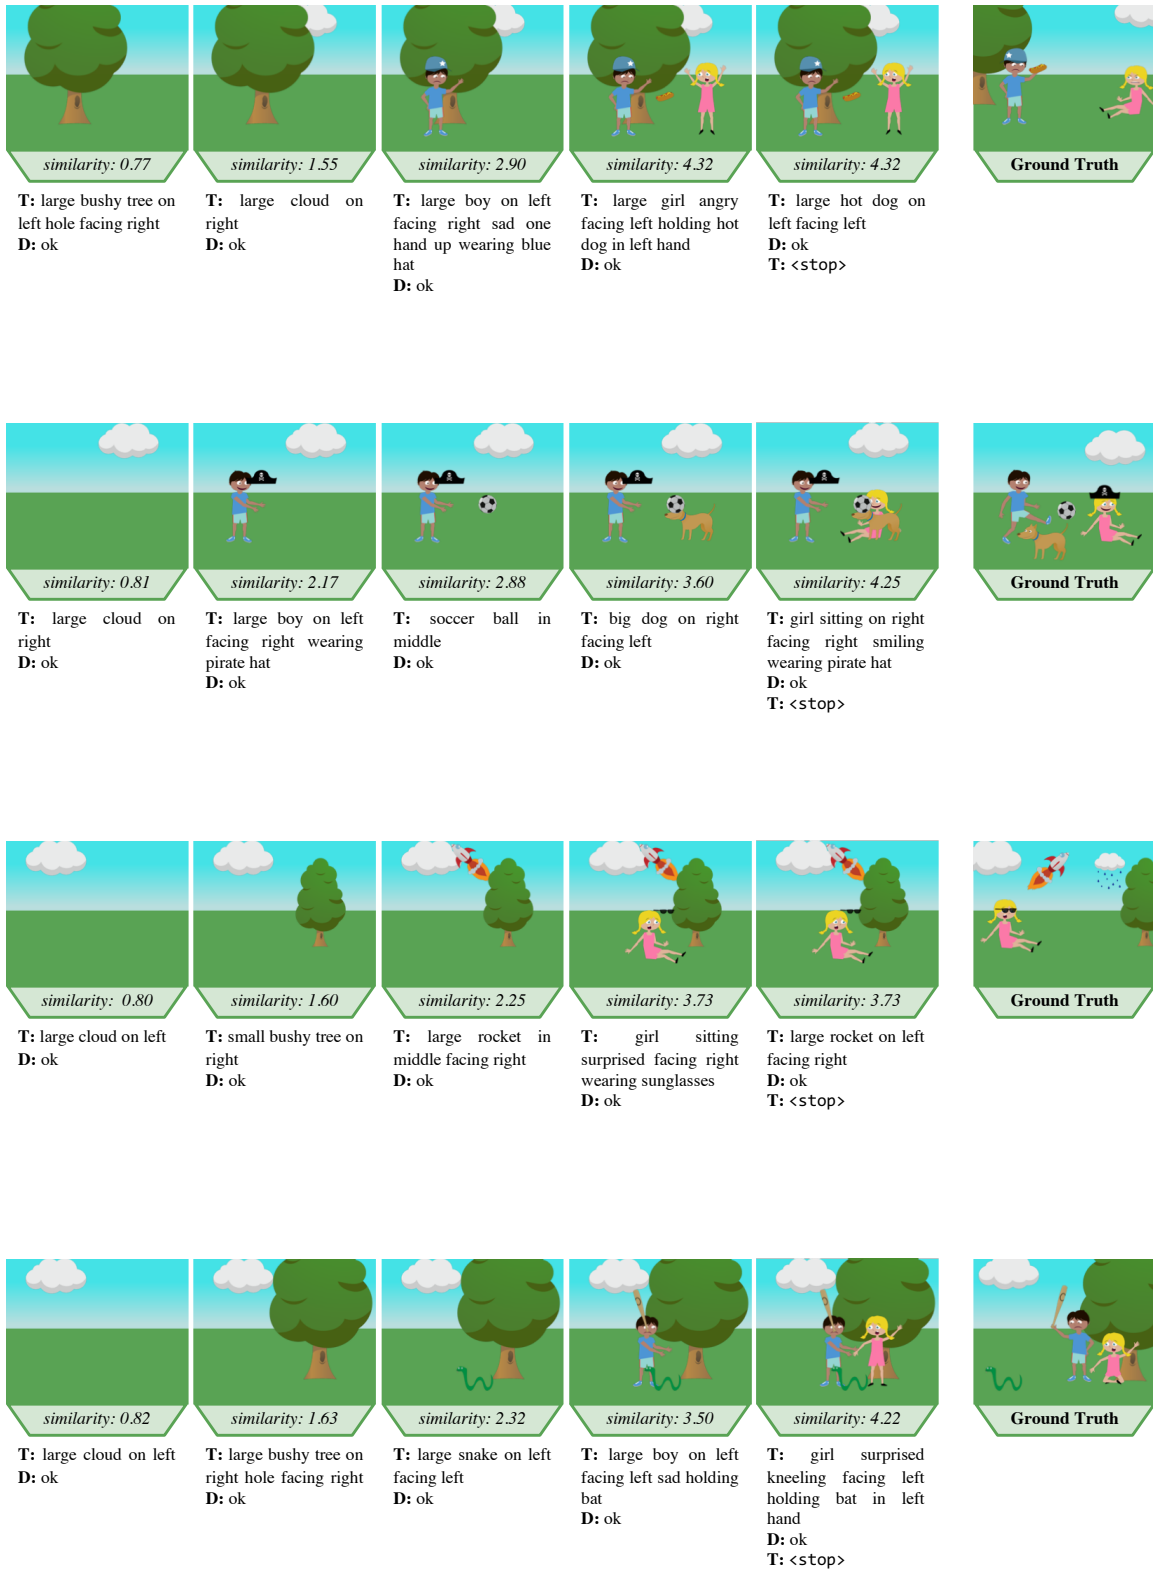 similarity: 0.77
similarity: 1.55
similarity: 2.90
similarity: 4.32
similarity: 4.32
Ground Truth
T: large bushy tree on
left hole facing right
D: ok
T: large cloud on
right
D: ok
T: large boy on left
facing right sad one
hand up wearing blue
hat
D: ok
T: large girl angry
facing left holding hot
dog in left hand
D: ok
T: large hot dog on
left facing left
D: ok
T: <stop>
similarity: 0.81
similarity: 2.17
similarity: 2.88
similarity: 3.60
similarity: 4.25
Ground Truth
T: large cloud on
right
D: ok
T: large boy on left
facing right wearing
pirate hat
D: ok
T: soccer ball in
middle
D: ok
T: big dog on right
facing left
D: ok
T: girl sitting on right
facing right smiling
wearing pirate hat
D: ok
T: <stop>
similarity: 0.80
similarity: 1.60
similarity: 2.25
similarity: 3.73
similarity: 3.73
Ground Truth
T: large cloud on left
D: ok
T: small bushy tree on
right
D: ok
T: large rocket in
middle facing right
D: ok
T: girl sitting
surprised facing right
wearing sunglasses
D: ok
T: large rocket on left
facing right
D: ok
T: <stop>
similarity: 0.82
similarity: 1.63
similarity: 2.32
similarity: 3.50
similarity: 4.22
Ground Truth
T: large cloud on left
D: ok
T: large bushy tree on
right hole facing right
D: ok
T: large snake on left
facing left
D: ok
T: large boy on left
facing left sad holding
bat
D: ok
T: girl surprised
kneeling facing left
holding bat in left
hand
D: ok
T: <stop>